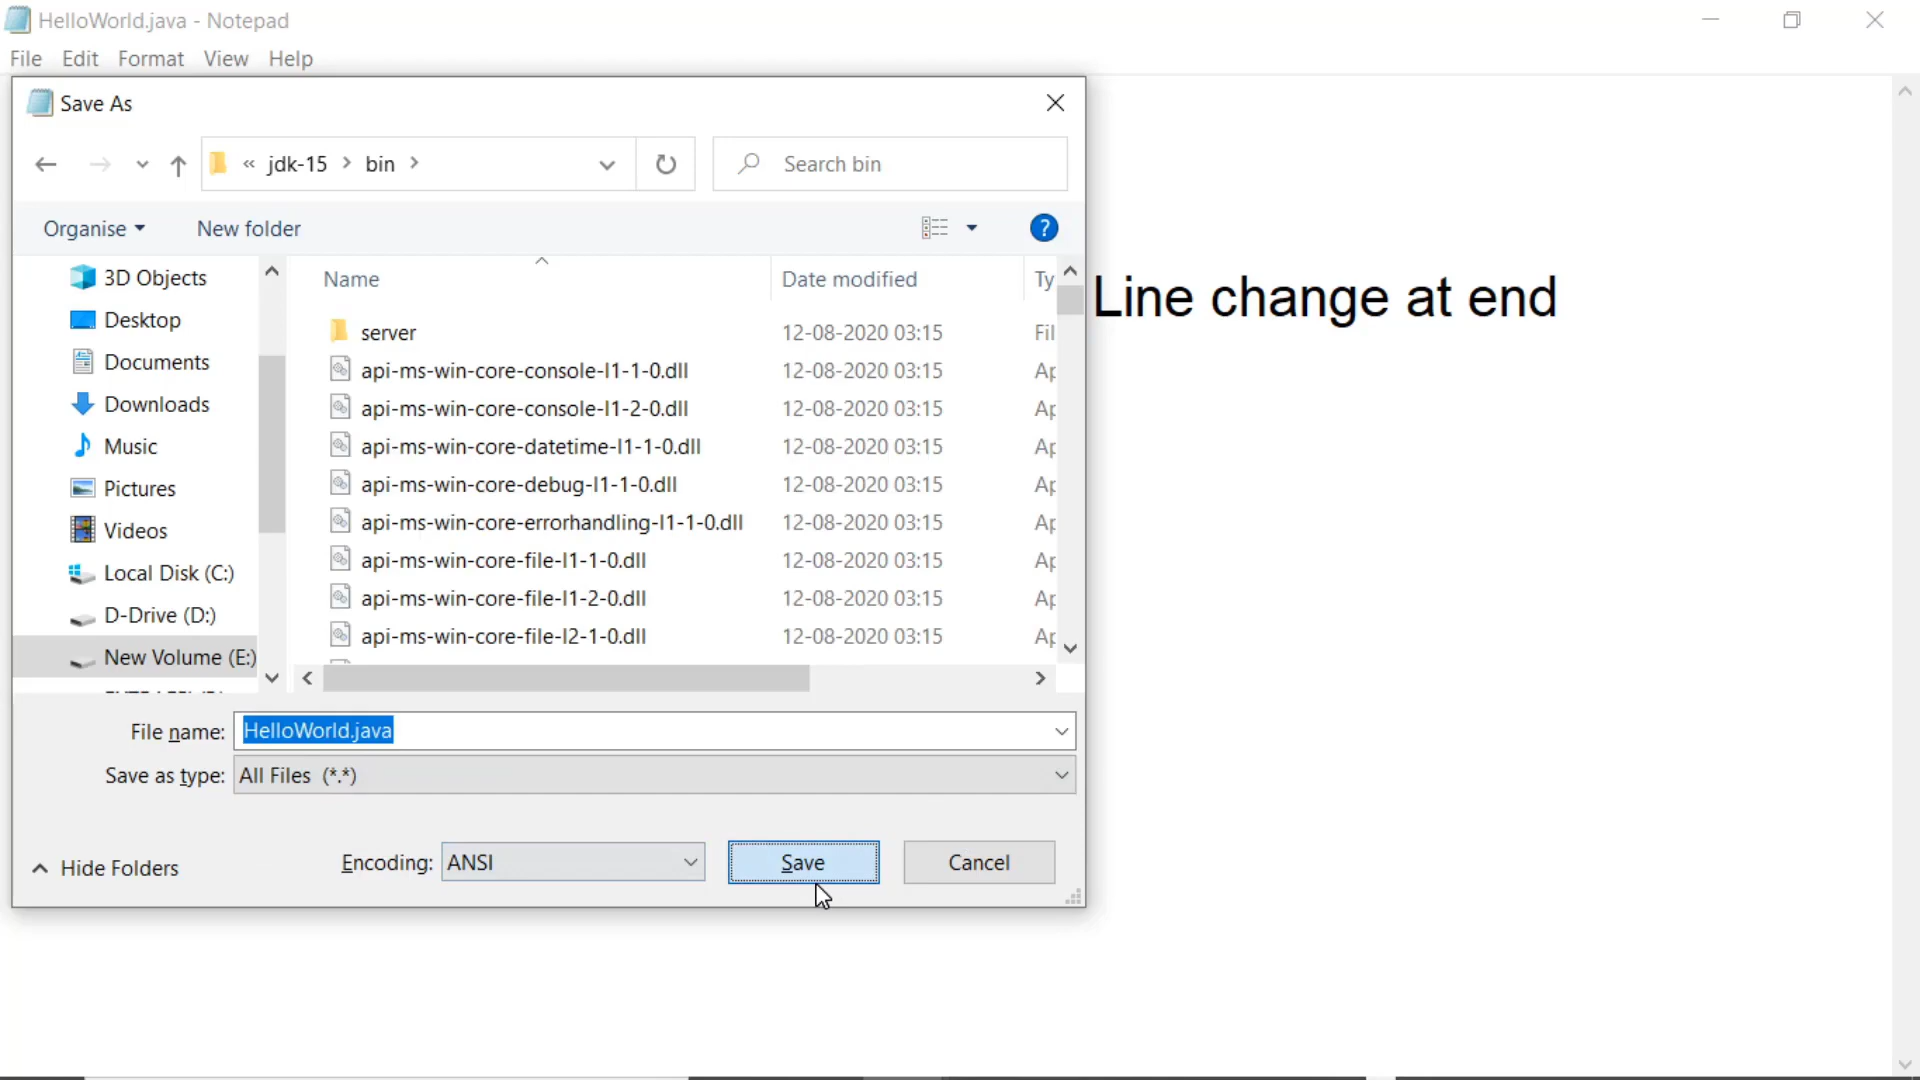 HelloWorld.java - Notepad
File Edit Format View Help
Save As
« jdk-15 > bin >
Search bin
Organise
New folder
?
3D Objects
Desktop
Documents
Downloads
Music
Pictures
Videos
Local Disk (C:)
D-Drive (D:)
New Volume (E:)
Name Date modified Ty
server 12-08-2020 03:15 Fil
api-ms-win-core-console-l1-1-0.dll 12-08-2020 03:15 Ap
api-ms-win-core-console-l1-2-0.dll 12-08-2020 03:15 Ap
api-ms-win-core-datetime-l1-1-0.dll 12-08-2020 03:15 Ap
api-ms-win-core-debug-l1-1-0.dll 12-08-2020 03:15 Ap
api-ms-win-core-errorhandling-l1-1-0.dll 12-08-2020 03:15 Ap
api-ms-win-core-file-l1-1-0.dll 12-08-2020 03:15 Ap
api-ms-win-core-file-l1-2-0.dll 12-08-2020 03:15 Ap
api-ms-win-core-file-l2-1-0.dll 12-08-2020 03:15 Ap
Line change at end
File name: HelloWorld.java
Save as type: All Files (*.*)
Hide Folders
Encoding: ANSI
Save
Cancel